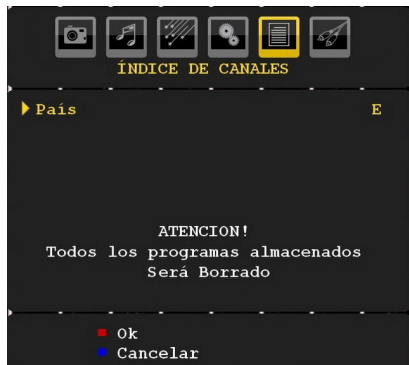 ÍNDICE DE CANALES
País E
ATENCION!
Todos los programas almacenados
Será Borrado
Ok
Cancelar